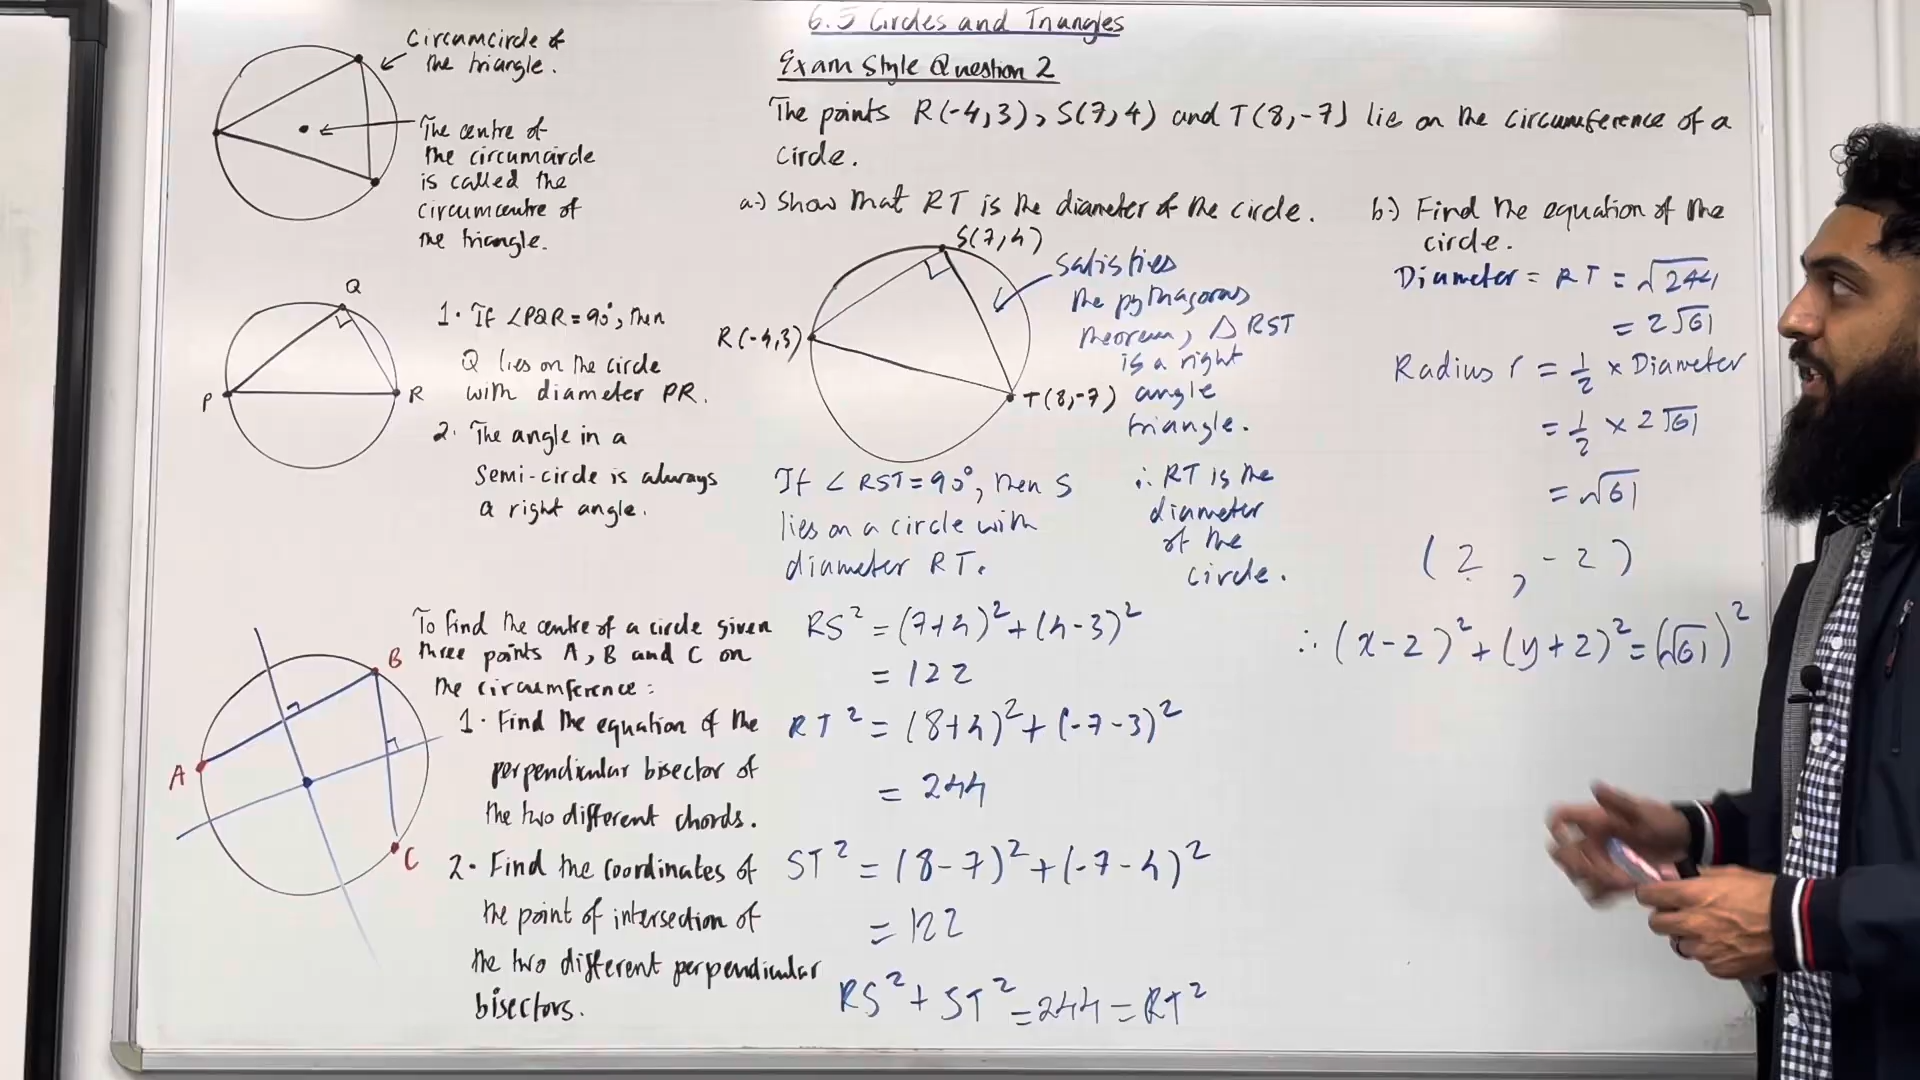 6.5 Circles and Triangles
Circumcircle of
the triangle.
The centre of
the circumcircle
is called the
circumcentre of
the triangle.
Q
P
R
1. If ∠PQR = 90°, then
Q lies on the circle
with diameter PR.
2. The angle in a
semi-circle is always
a right angle.
To find the centre of a circle given
three points A, B and C on
the circumference:
A
B
C
1. Find the equation of the
perpendicular bisector of
the two different chords.
2. Find the coordinates of
the point of intersection of
the two different perpendicular
bisectors.
Exam Style Question 2
The points R(-4,3), S(7,4) and T(8,-7) lie on the circumference of a
circle.
a.) Show that RT is the diameter of the circle.
S(7,4)
R(-4,3)
T(8,-7)
satisfies
the pythagoras
theorem, △ RST
is a right
angle
triangle.
∴ RT is the
diameter
of the
circle.
If ∠ RST = 90°, then S
lies on a circle with
diameter RT.
RS² = (7+4)² + (4-3)²
= 122
RT² = (8+4)² + (-7-3)²
= 244
ST² = (8-7)² + (-7-4)²
= 122
RS² + ST² = 244 = RT²
b.) Find the equation of the
circle.
Diameter = RT = √244
= 2√61
Radius r = 1/2 × Diameter
= 1/2 × 2√61
= √61
(2, -2)
∴ (x-2)² + (y+2)² = (√61)²